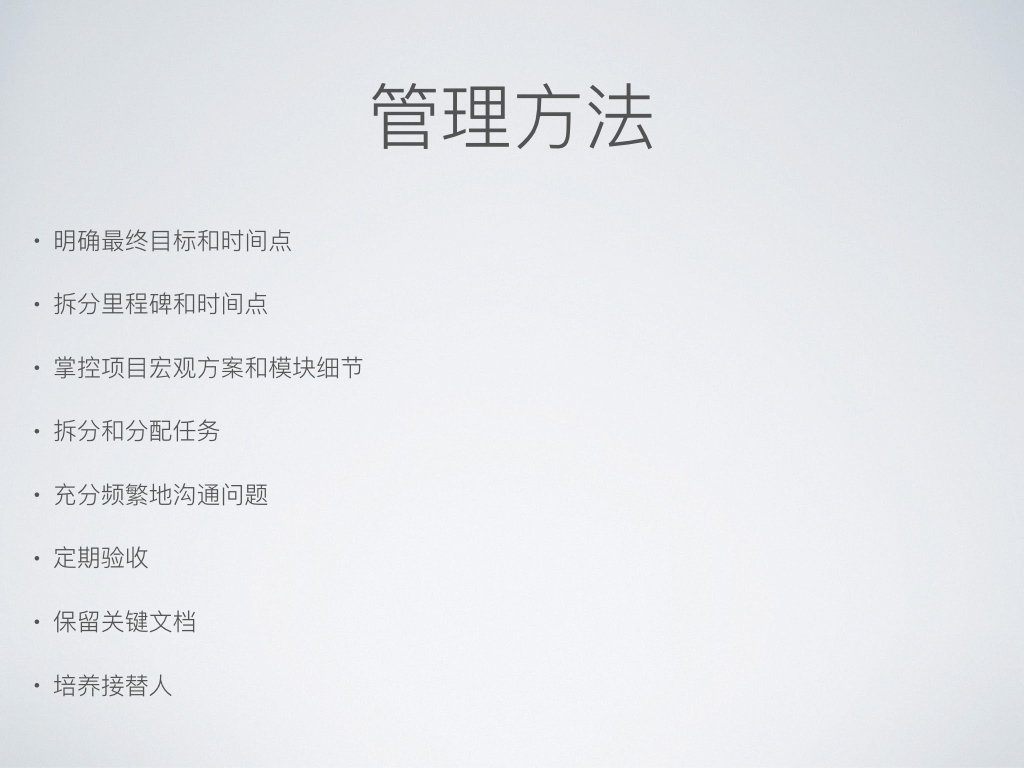 管理方法
• 明确最终目标和时间点
• 拆分里程碑和时间点
• 掌控项目宏观方案和模块细节
• 拆分和分配任务
• 充分频繁地沟通问题
• 定期验收
• 保留关键文档
• 培养接替人